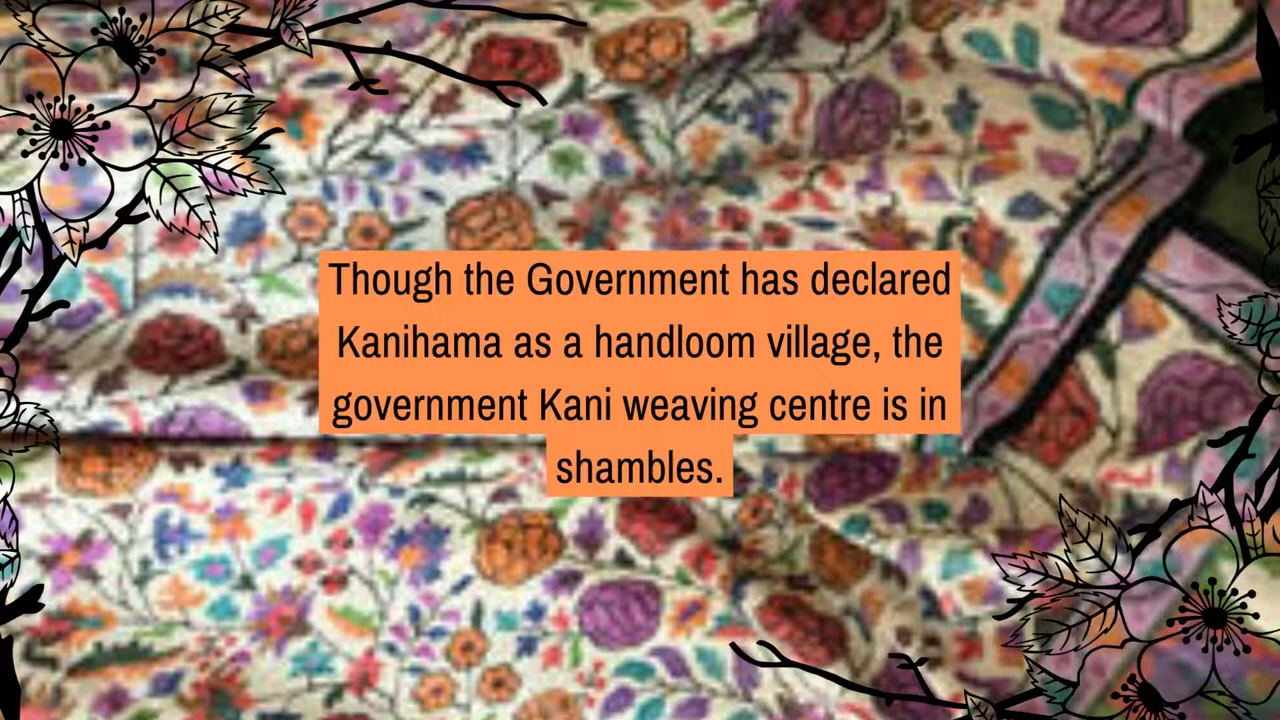 Though the Government has declared
Kanihama as a handloom village, the
government Kani weaving centre is in
shambles.